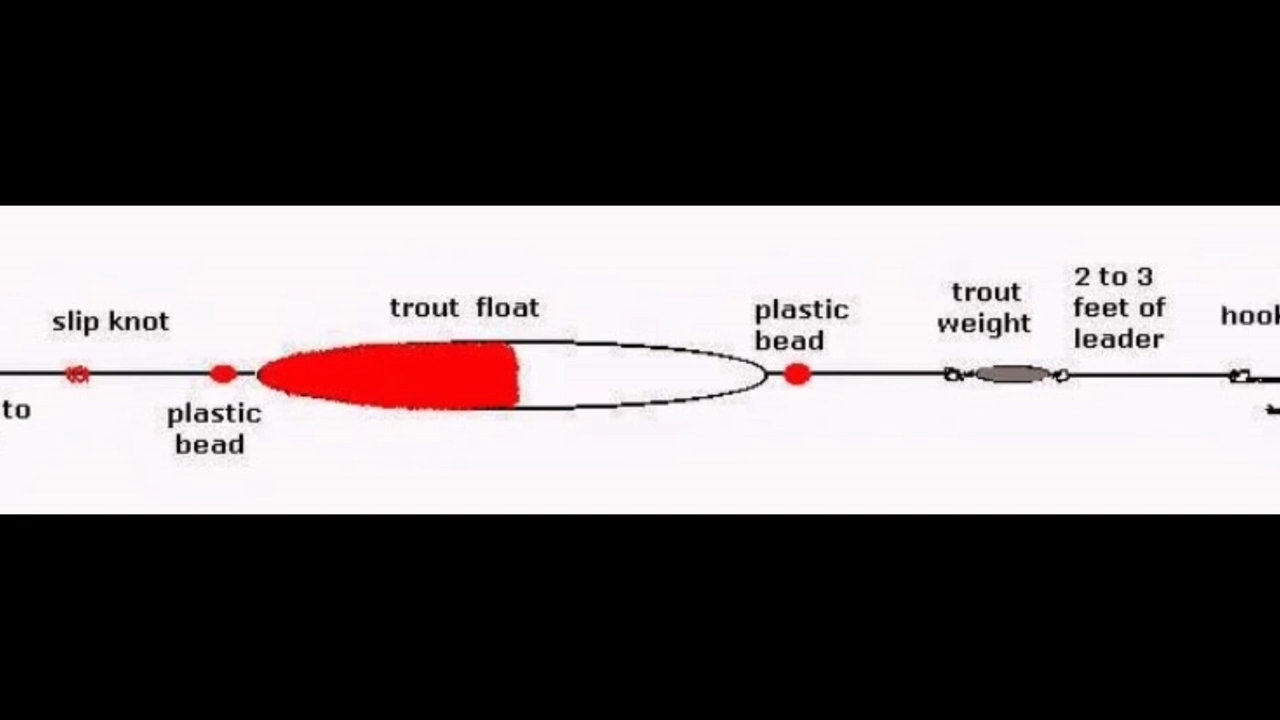 to
slip knot
plastic
bead
trout float
plastic
bead
trout
weight
2 to 3
feet of
leader
hook